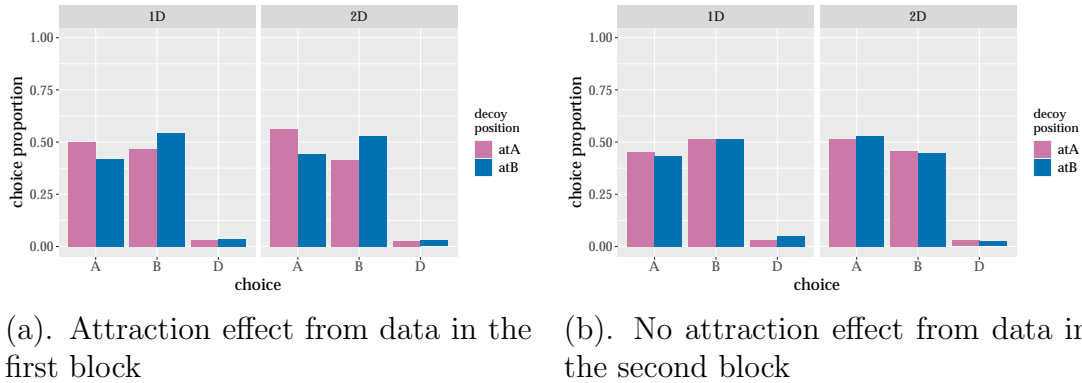 1D
2D
1.00
0.75
0.50
0.25
0.00
choice proportion
A
B
D
A
B
D
choice
decoy
position
atA
atB
1D
2D
1.00
0.75
0.50
0.25
0.00
choice proportion
A
B
D
A
B
D
choice
decoy
position
atA
atB
(a). Attraction effect from data in the
first block
(b). No attraction effect from data in
the second block